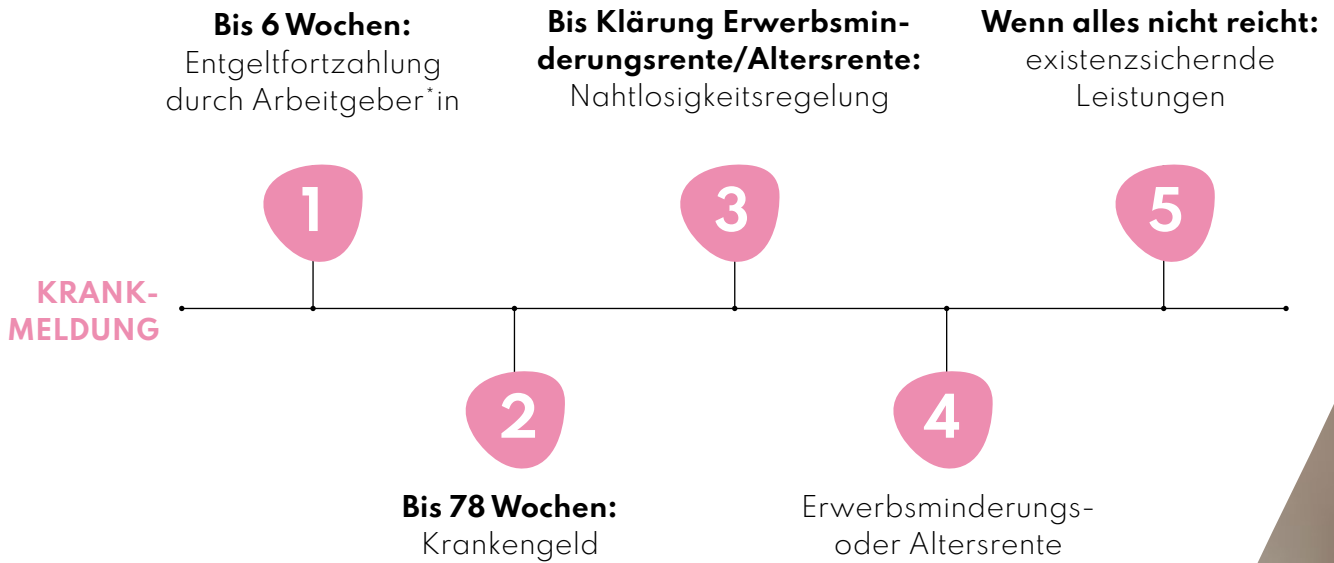 Bis 6 Wochen:
Entgeltfortzahlung
durch Arbeitgeber*in
Bis Klärung Erwerbsmin-
derungsrente/Altersrente:
Nahtlosigkeitsregelung
Wenn alles nicht reicht:
existenzsichernde
Leistungen
1
3
5
KRANK-
MELDUNG
2
4
Bis 78 Wochen:
Krankengeld
Erwerbsminderungs-
oder Altersrente